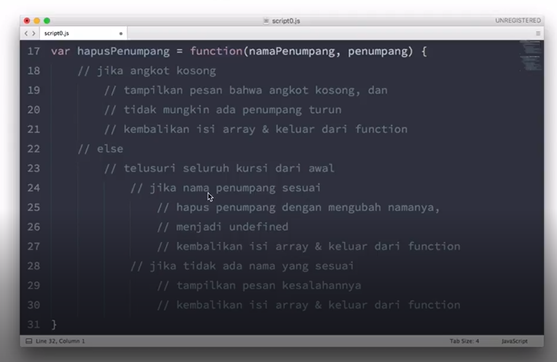 script0.js
UNREGISTERED
script0.js
17 var hapusPenumpang = function(namaPenumpang, penumpang) {
18 // jika angkot kosong
19 // tampilkan pesan bahwa angkot kosong, dan
20 // tidak mungkin ada penumpang turun
21 // kembalikan isi array & keluar dari function
22 // else
23 // telusuri seluruh kursi dari awal
24 // jika nama penumpang sesuai
25 // hapus penumpang dengan mengubah namanya,
26 // menjadi undefined
27 // kembalikan isi array & keluar dari function
28 // jika tidak ada nama yang sesuai
29 // tampilkan pesan kesalahannya
30 // kembalikan isi array & keluar dari function
31 }
Line 32, Column 1
Tab Size: 4
JavaScript